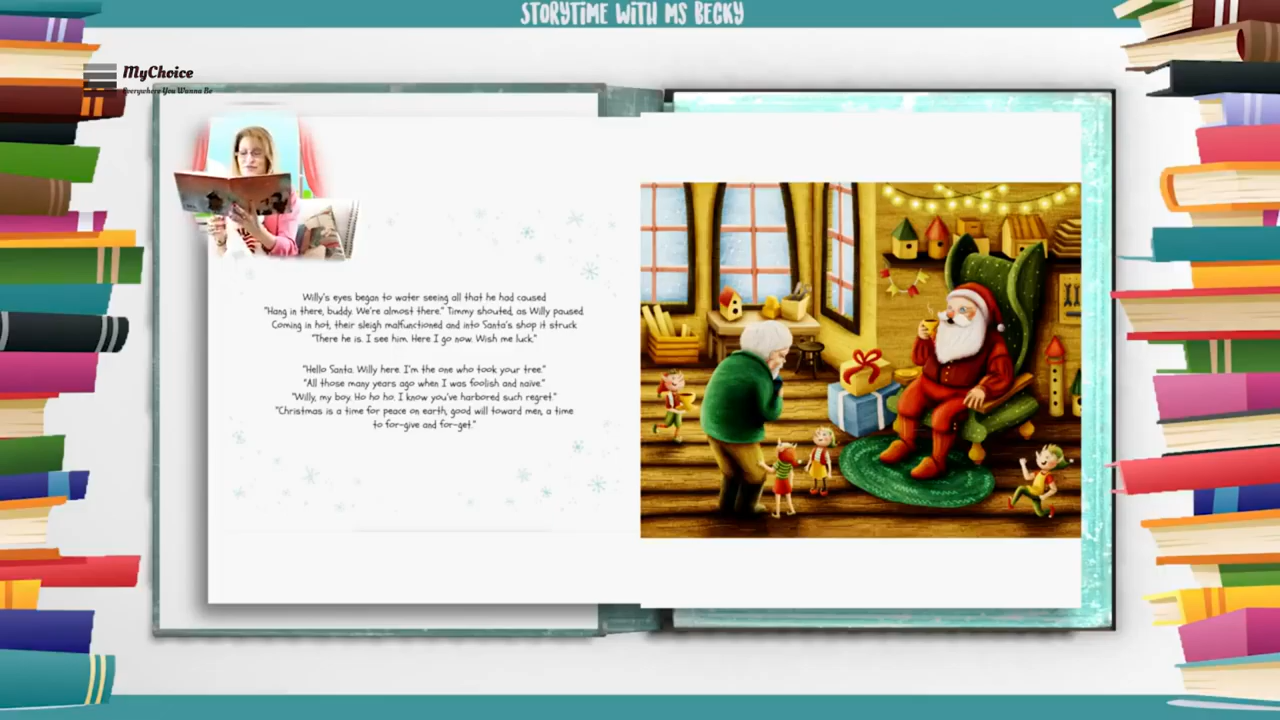 STORYTIME WITH MS BECKY
MyChoice
Everywhere You Wanna Be
Willy's eyes began to water seeing all that he had caused
"Hang in there, buddy. We're almost there." Timmy shouted, as Willy paused
Coming in hot, their sleigh malfunctioned and into Santa's shop it struck
"There he is. I see him. Here I go now. Wish me luck."
"Hello Santa. Willy here. I'm the one who took your tree."
"All those many years ago when I was foolish and naive."
"Willy, my boy. Ho ho ho. I know you've harbored such regret."
"Christmas is a time for peace on earth, good will toward men, a time
to for-give and for-get."